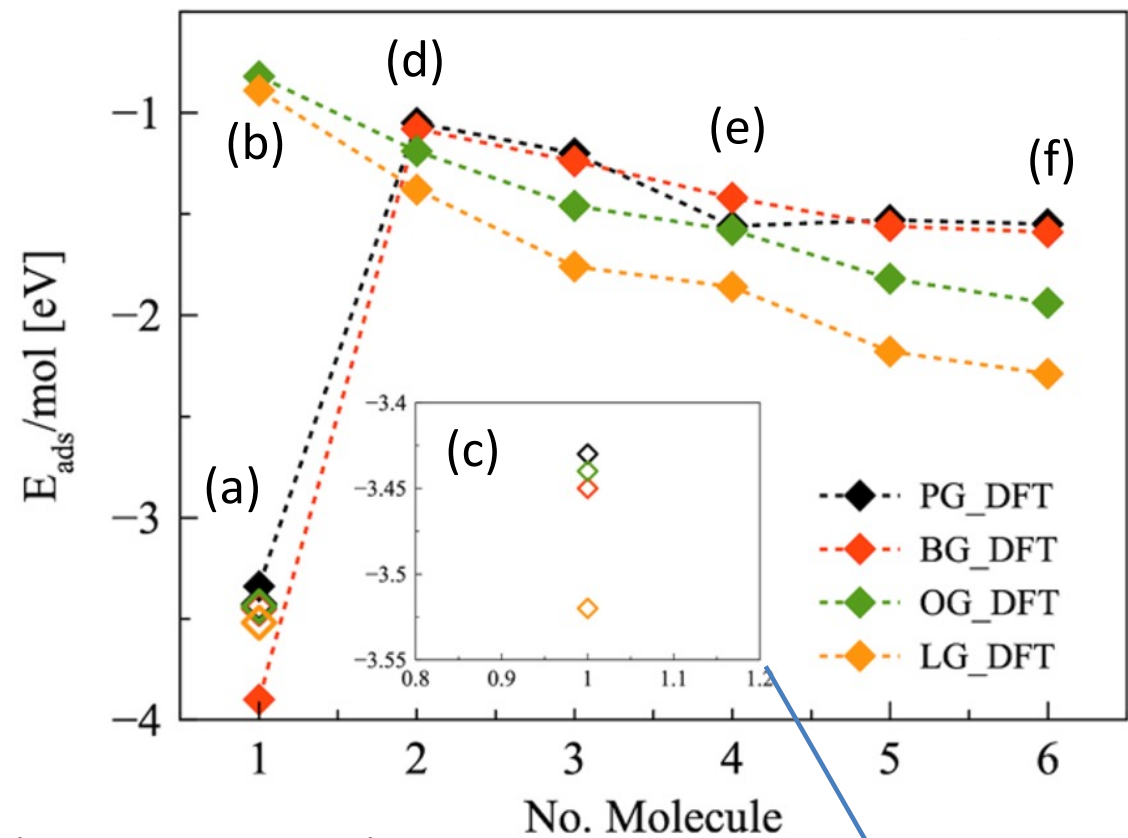 (d)
−1
(b)
(e)
(f)
−2
E_ads/mol [eV]
−3.4
(c)
−3.45
−3.5
−3.55
0.8 0.9 1 1.1 1.2
(a)
−3
PG_DFT
BG_DFT
OG_DFT
LG_DFT
−4
1 2 3 4 5 6
No. Molecule